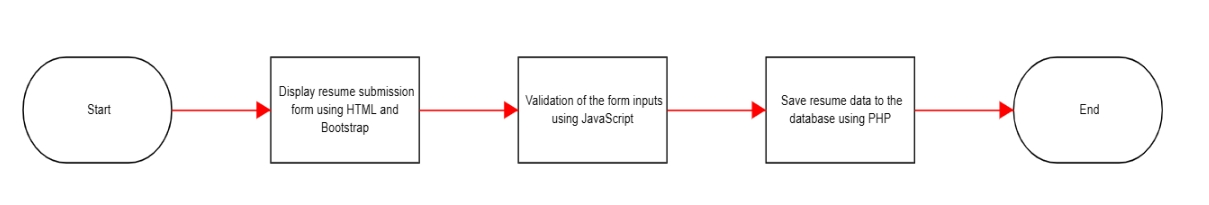 Start
Display resume submission
form using HTML and
Bootstrap
Validation of the form inputs
using JavaScript
Save resume data to the
database using PHP
End